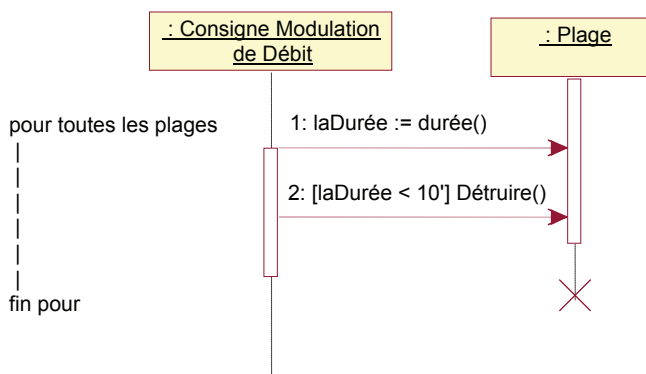 : Consigne Modulation
de Débit
: Plage
pour toutes les plages
1: laDurée := durée()
2: [laDurée < 10'] Détruire()
fin pour